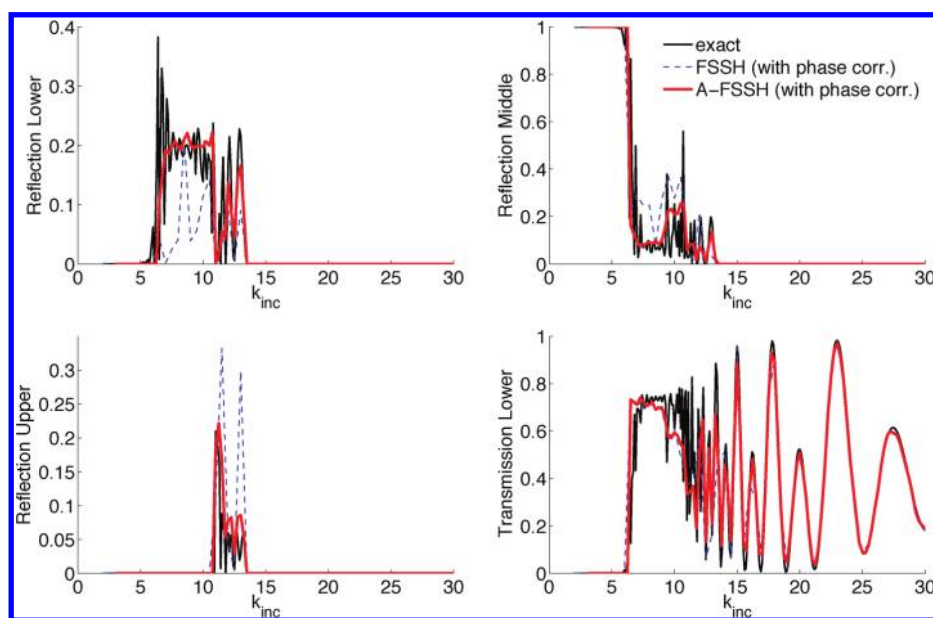 Reflection Lower
0.4
0.3
0.2
0.1
0
0 5 10 15 20 25 30
k_inc
Reflection Middle
1
0.8
0.6
0.4
0.2
0
0 5 10 15 20 25 30
k_inc
exact
FSSH (with phase corr.)
A-FSSH (with phase corr.)
Reflection Upper
0.3
0.25
0.2
0.15
0.1
0.05
0
0 5 10 15 20 25 30
k_inc
Transmission Lower
1
0.8
0.6
0.4
0.2
0
0 5 10 15 20 25 30
k_inc